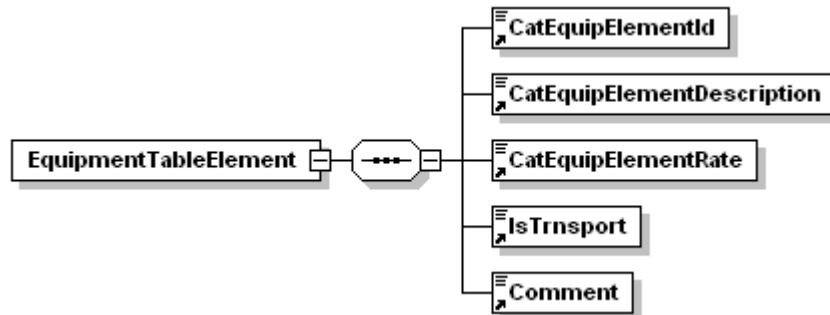 CatEquipElementId
CatEquipElementDescription
EquipmentTableElement
CatEquipElementRate
IsTrnsport
Comment